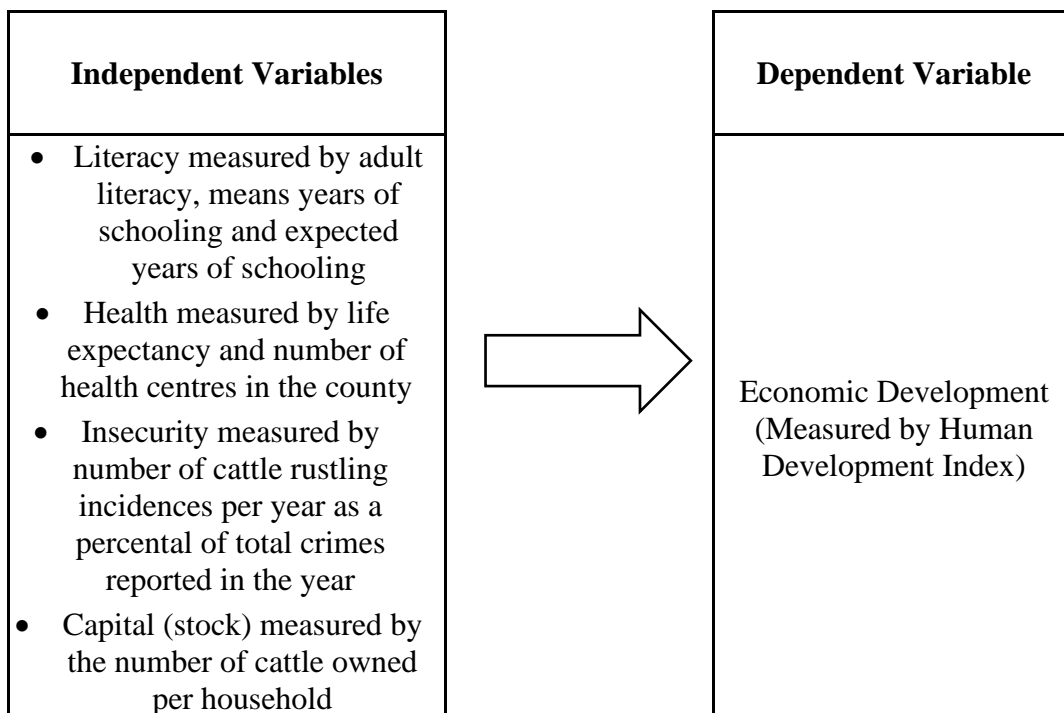 Independent Variables
• Literacy measured by adult
literacy, means years of
schooling and expected
years of schooling
• Health measured by life
expectancy and number of
health centres in the county
• Insecurity measured by
number of cattle rustling
incidences per year as a
percental of total crimes
reported in the year
• Capital (stock) measured by
the number of cattle owned
per household
Dependent Variable
Economic Development
(Measured by Human
Development Index)